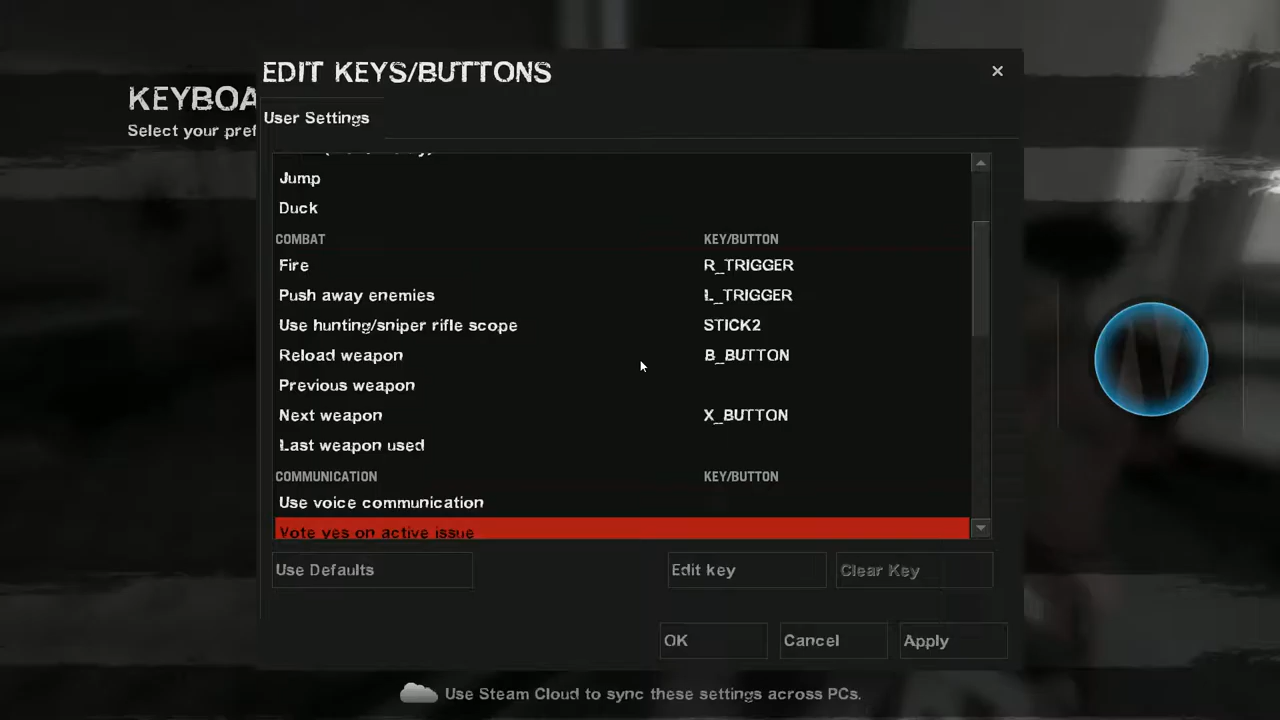 EDIT KEYS/BUTTONS
KEYBOA
Select your pref
User Settings
Jump
Duck
COMBAT KEY/BUTTON
Fire R_TRIGGER
Push away enemies L_TRIGGER
Use hunting/sniper rifle scope STICK2
Reload weapon B_BUTTON
Previous weapon
Next weapon X_BUTTON
Last weapon used
COMMUNICATION KEY/BUTTON
Use voice communication
Vote yes on active issue
Use Defaults Edit key Clear Key
OK Cancel Apply
Use Steam Cloud to sync these settings across PCs.